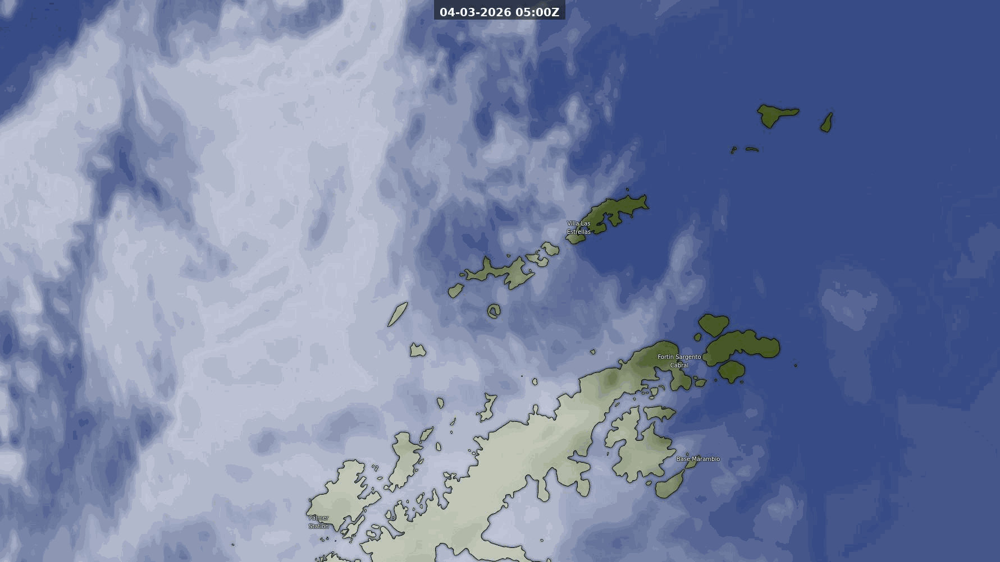 04-03-2026 05:00Z
Villa Las
Estrellas
Fortin Sargento
Cabral
Base Marambio
Palmer
Station